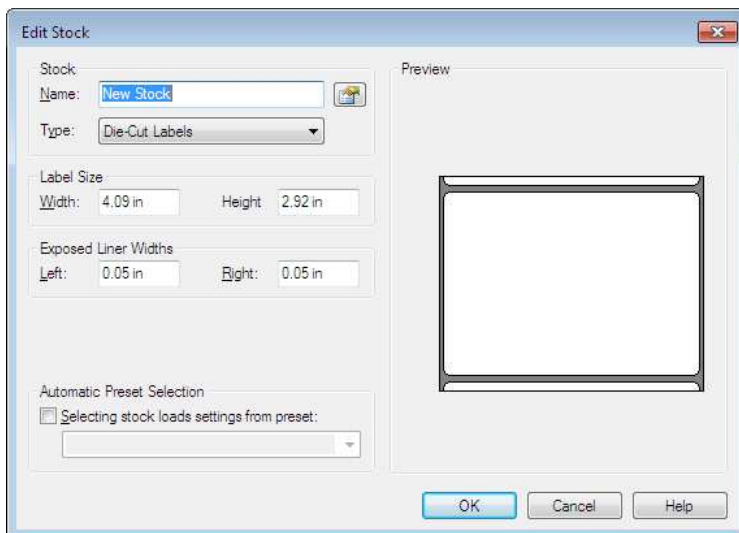 Edit Stock
Stock
Name: New Stock
Type: Die-Cut Labels
Label Size
Width: 4.09 in Height 2.92 in
Exposed Liner Widths
Left: 0.05 in Right: 0.05 in
Automatic Preset Selection
Selecting stock loads settings from preset:
Preview
OK Cancel Help